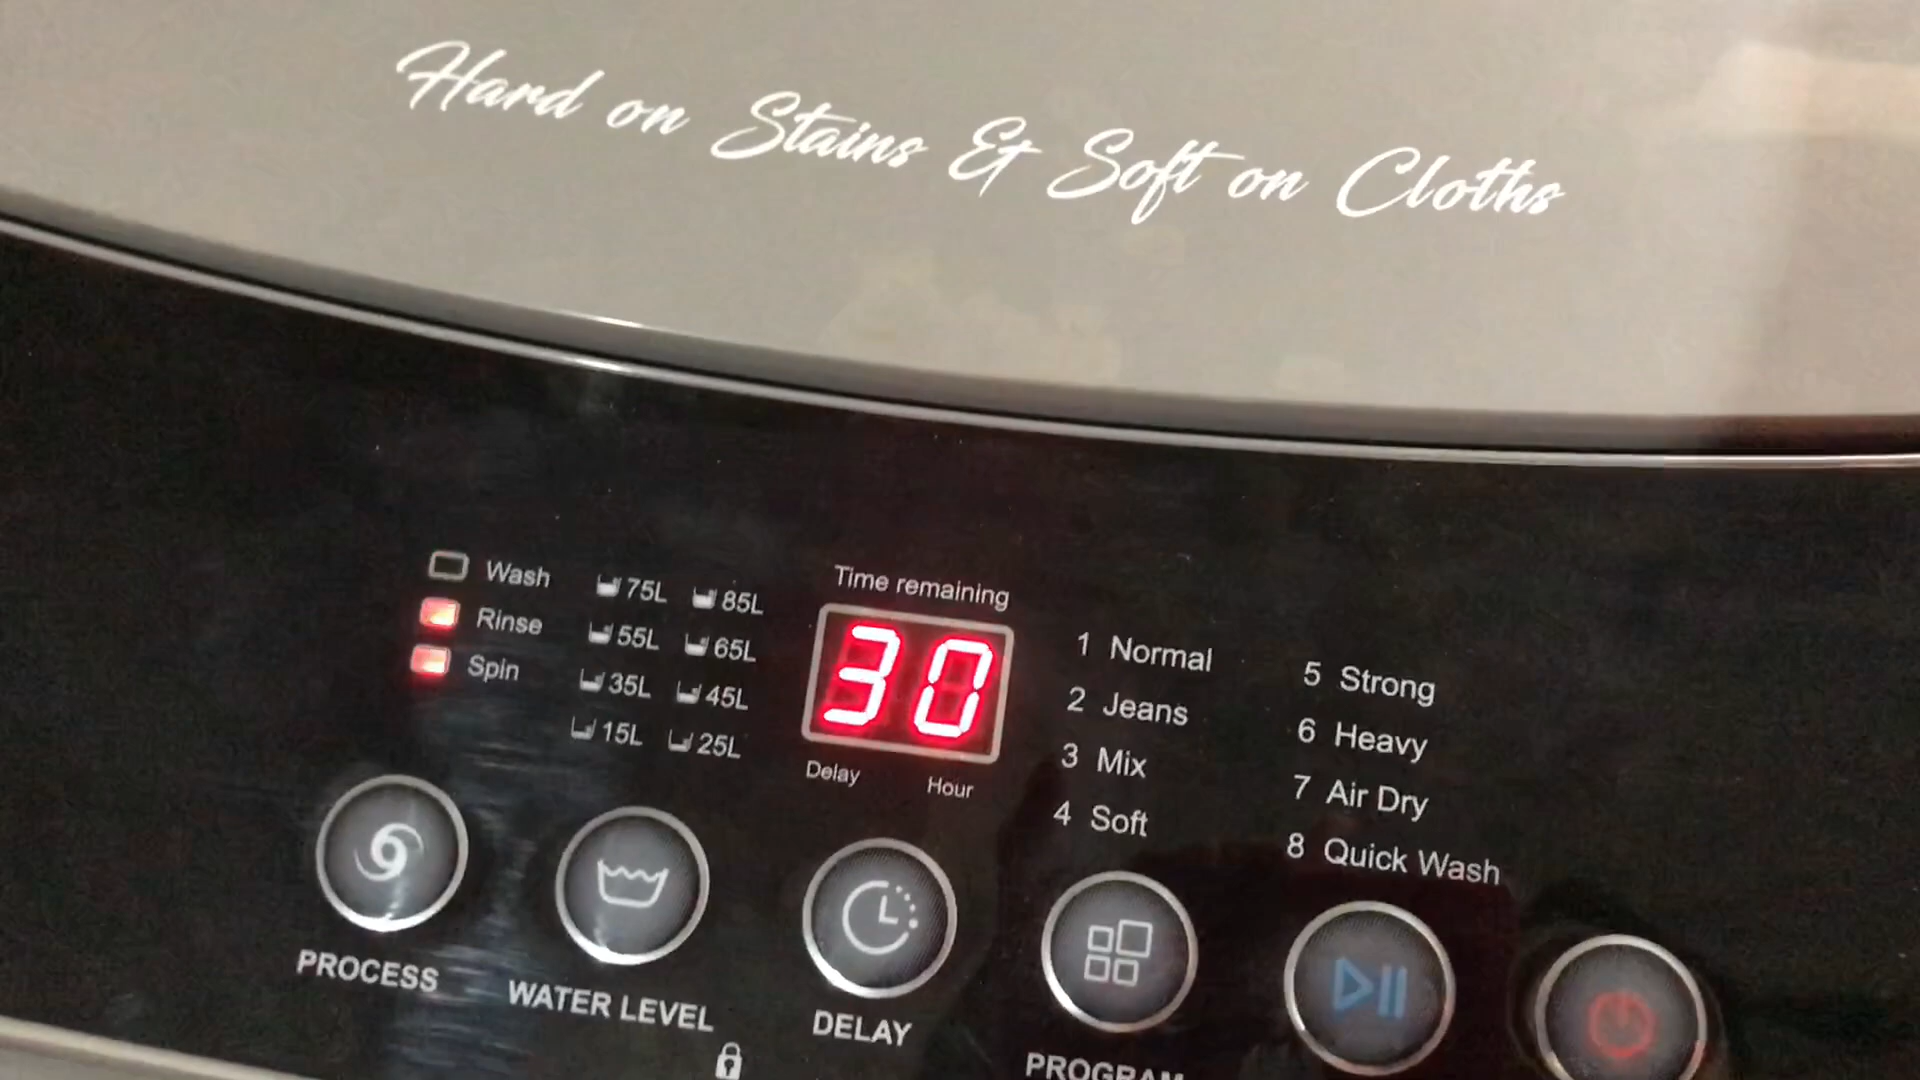 Hard on Stains & Soft on Cloths
Wash
Rinse
Spin
75L 85L
55L 65L
35L 45L
15L 25L
Time remaining
30
Delay Hour
1 Normal
2 Jeans
3 Mix
4 Soft
5 Strong
6 Heavy
7 Air Dry
8 Quick Wash
PROCESS
WATER LEVEL
DELAY
PROGRAM